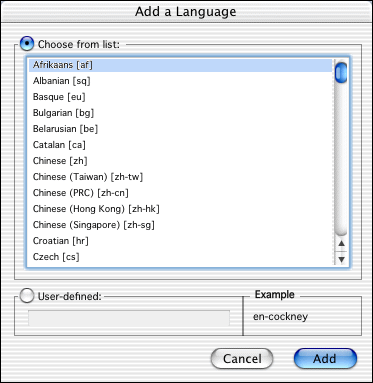 Add a Language
Choose from list:
Afrikaans [af]
Albanian [sq]
Basque [eu]
Bulgarian [bg]
Belarusian [be]
Catalan [ca]
Chinese [zh]
Chinese (Taiwan) [zh-tw]
Chinese (PRC) [zh-cn]
Chinese (Hong Kong) [zh-hk]
Chinese (Singapore) [zh-sg]
Croatian [hr]
Czech [cs]
User-defined:
Example
en-cockney
Cancel
Add